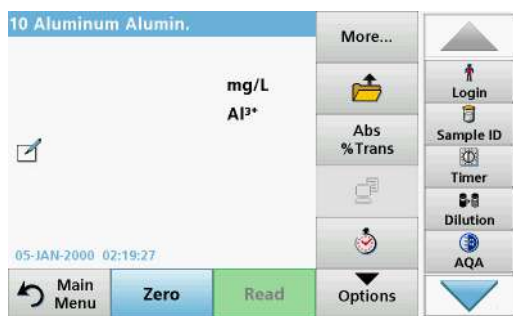 10 Aluminum Alumin.
mg/L
Al³⁺
05-JAN-2000 02:19:27
Main Menu
Zero
Read
More...
Abs
%Trans
Options
Login
Sample ID
Timer
Dilution
AQA